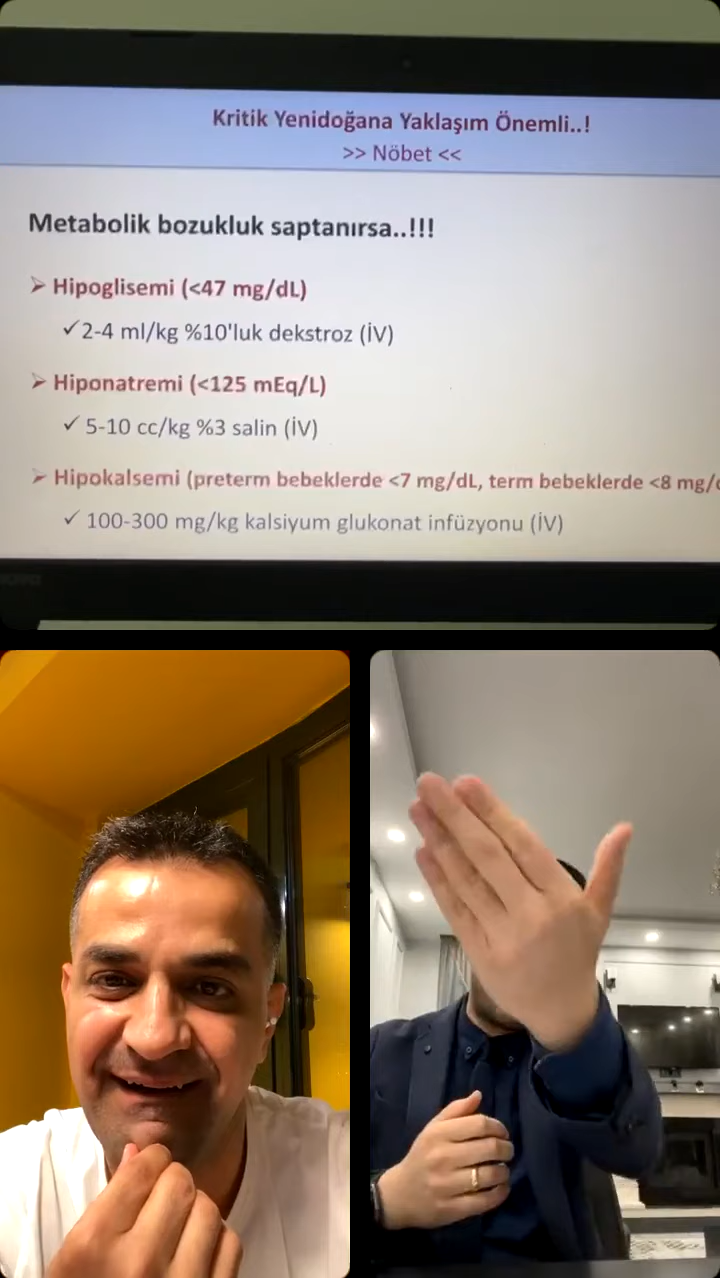 Kritik Yenidoğana Yaklaşım Önemli..!
>> Nöbet <<
Metabolik bozukluk saptanırsa..!!!
➢ Hipoglisemi (<47 mg/dL)
✓2-4 ml/kg %10'luk dekstroz (İV)
➢ Hiponatremi (<125 mEq/L)
✓ 5-10 cc/kg %3 salin (İV)
➢ Hipokalsemi (preterm bebeklerde <7 mg/dL, term bebeklerde <8 mg/
✓ 100-300 mg/kg kalsiyum glukonat infüzyonu (İV)